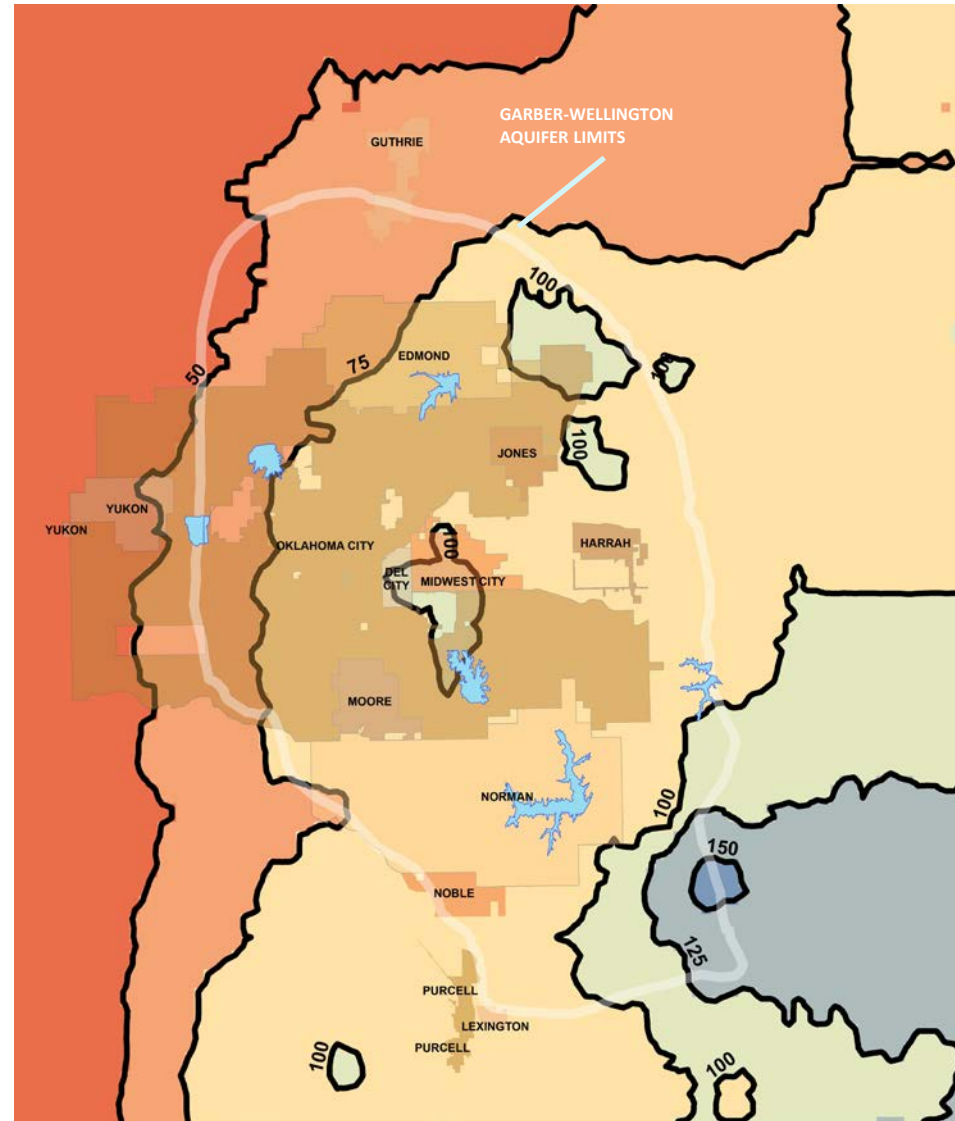 GARBER-WELLINGTON
AQUIFER LIMITS
GUTHRIE
100
50
75
EDMOND
100
100
JONES
YUKON
YUKON
OKLAHOMA CITY
100
HARRAH
DEL
CITY
MIDWEST CITY
MOORE
NORMAN
100
150
NOBLE
125
PURCELL
LEXINGTON
PURCELL
100
100